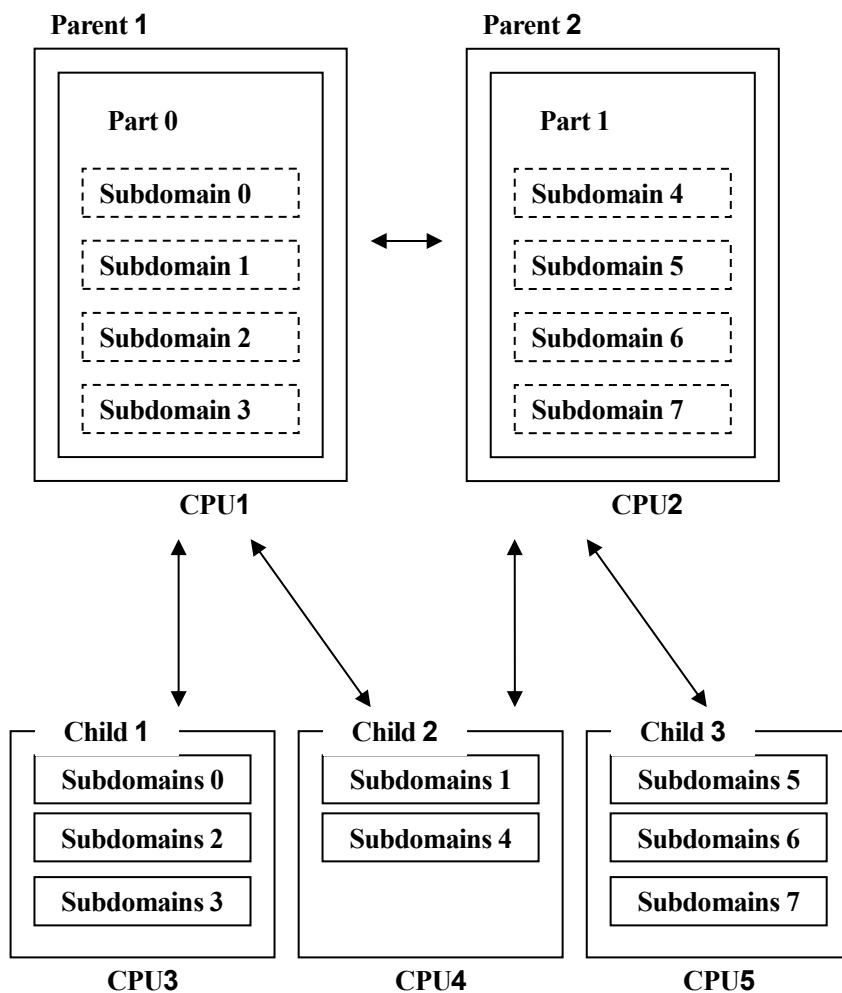 Parent 1
Parent 2
Part 0
Part 1
Subdomain 0
Subdomain 4
Subdomain 1
Subdomain 5
Subdomain 2
Subdomain 6
Subdomain 3
Subdomain 7
CPU1
CPU2
Child 1
Child 2
Child 3
Subdomains 0
Subdomains 1
Subdomains 5
Subdomains 2
Subdomains 4
Subdomains 6
Subdomains 3
Subdomains 7
CPU3
CPU4
CPU5